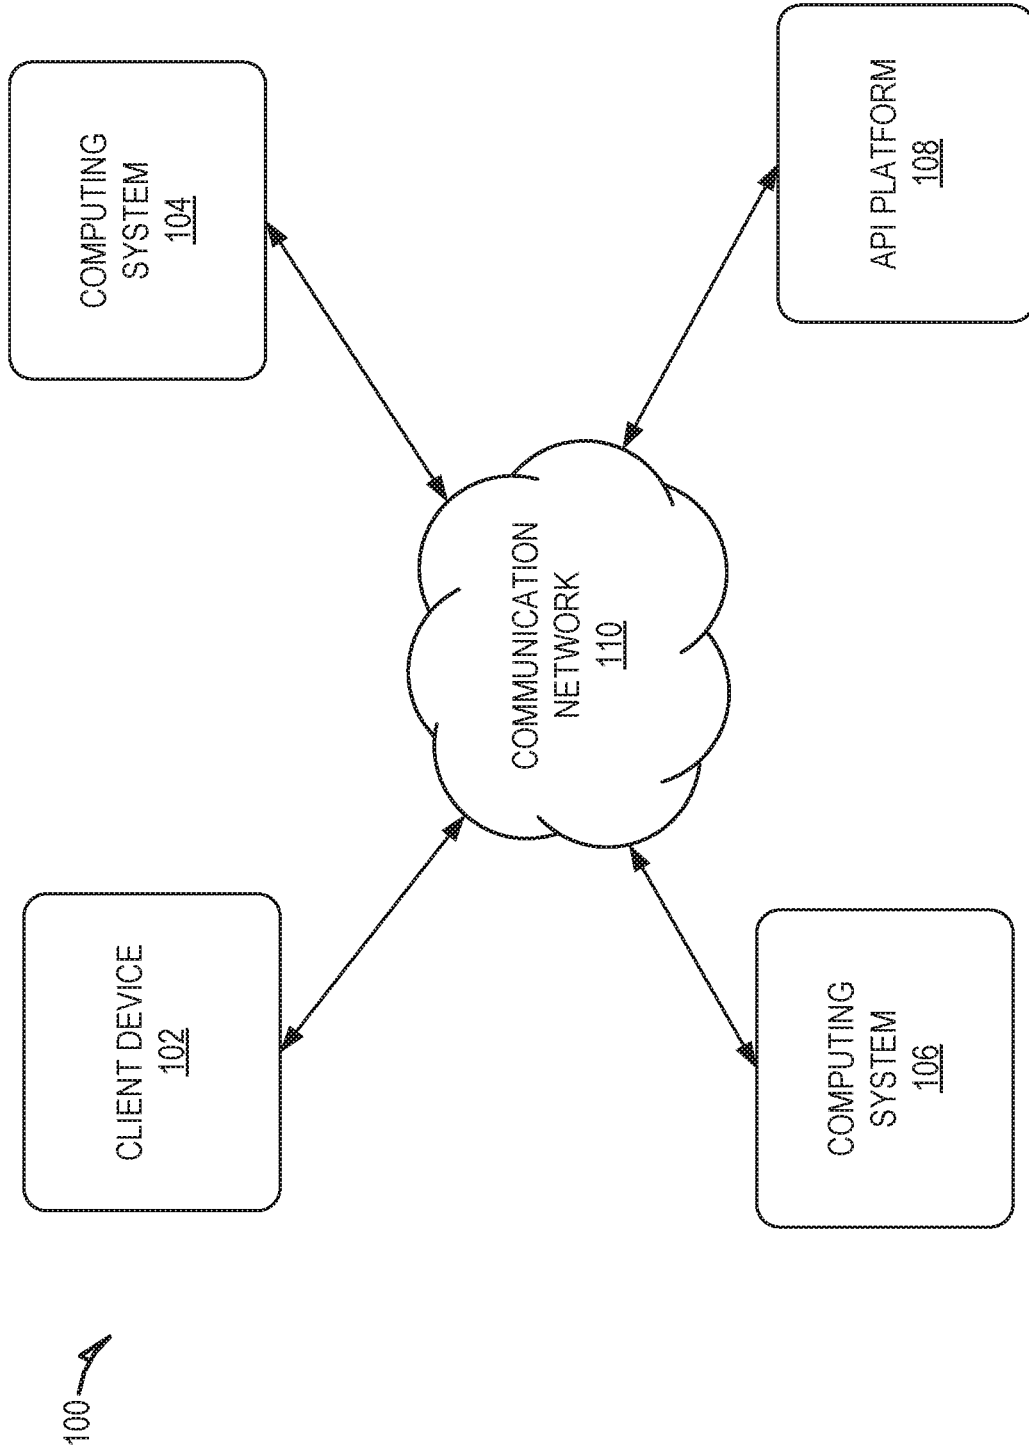 100
CLIENT DEVICE
102
COMPUTING
SYSTEM
104
COMMUNICATION
NETWORK
110
COMPUTING
SYSTEM
106
API PLATFORM
108